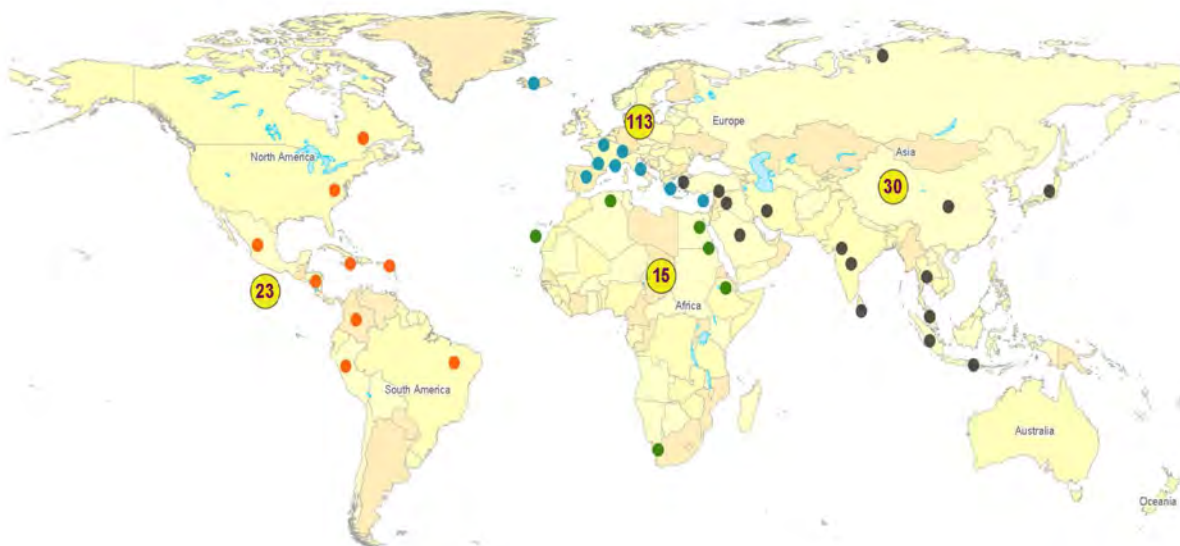 113
Europe
North America
Asia
30
23
15
Africa
South America
Australia
Oceania